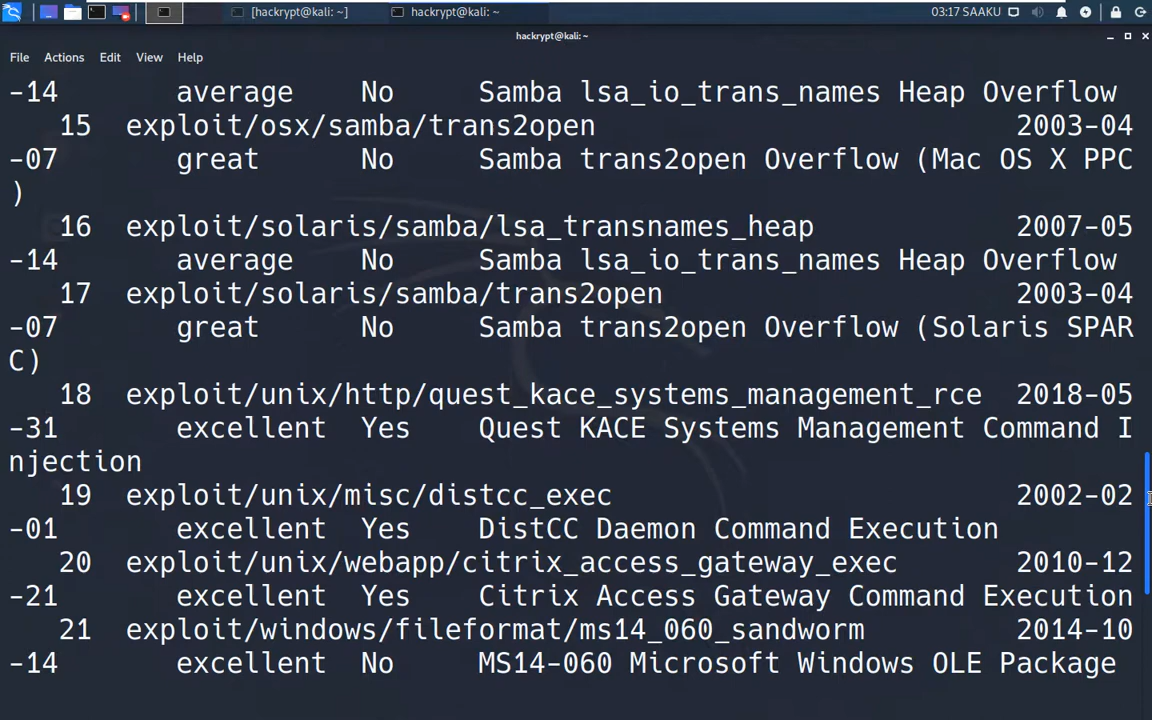 [hackrypt@kali: ~]
hackrypt@kali: ~
03:17 SAAKU
hackrypt@kali: ~
File Actions Edit View Help
-14 average No Samba lsa_io_trans_names Heap Overflow
15 exploit/osx/samba/trans2open 2003-04
-07 great No Samba trans2open Overflow (Mac OS X PPC
)
16 exploit/solaris/samba/lsa_transnames_heap 2007-05
-14 average No Samba lsa_io_trans_names Heap Overflow
17 exploit/solaris/samba/trans2open 2003-04
-07 great No Samba trans2open Overflow (Solaris SPAR
C)
18 exploit/unix/http/quest_kace_systems_management_rce 2018-05
-31 excellent Yes Quest KACE Systems Management Command I
njection
19 exploit/unix/misc/distcc_exec 2002-02
-01 excellent Yes DistCC Daemon Command Execution
20 exploit/unix/webapp/citrix_access_gateway_exec 2010-12
-21 excellent Yes Citrix Access Gateway Command Execution
21 exploit/windows/fileformat/ms14_060_sandworm 2014-10
-14 excellent No MS14-060 Microsoft Windows OLE Package